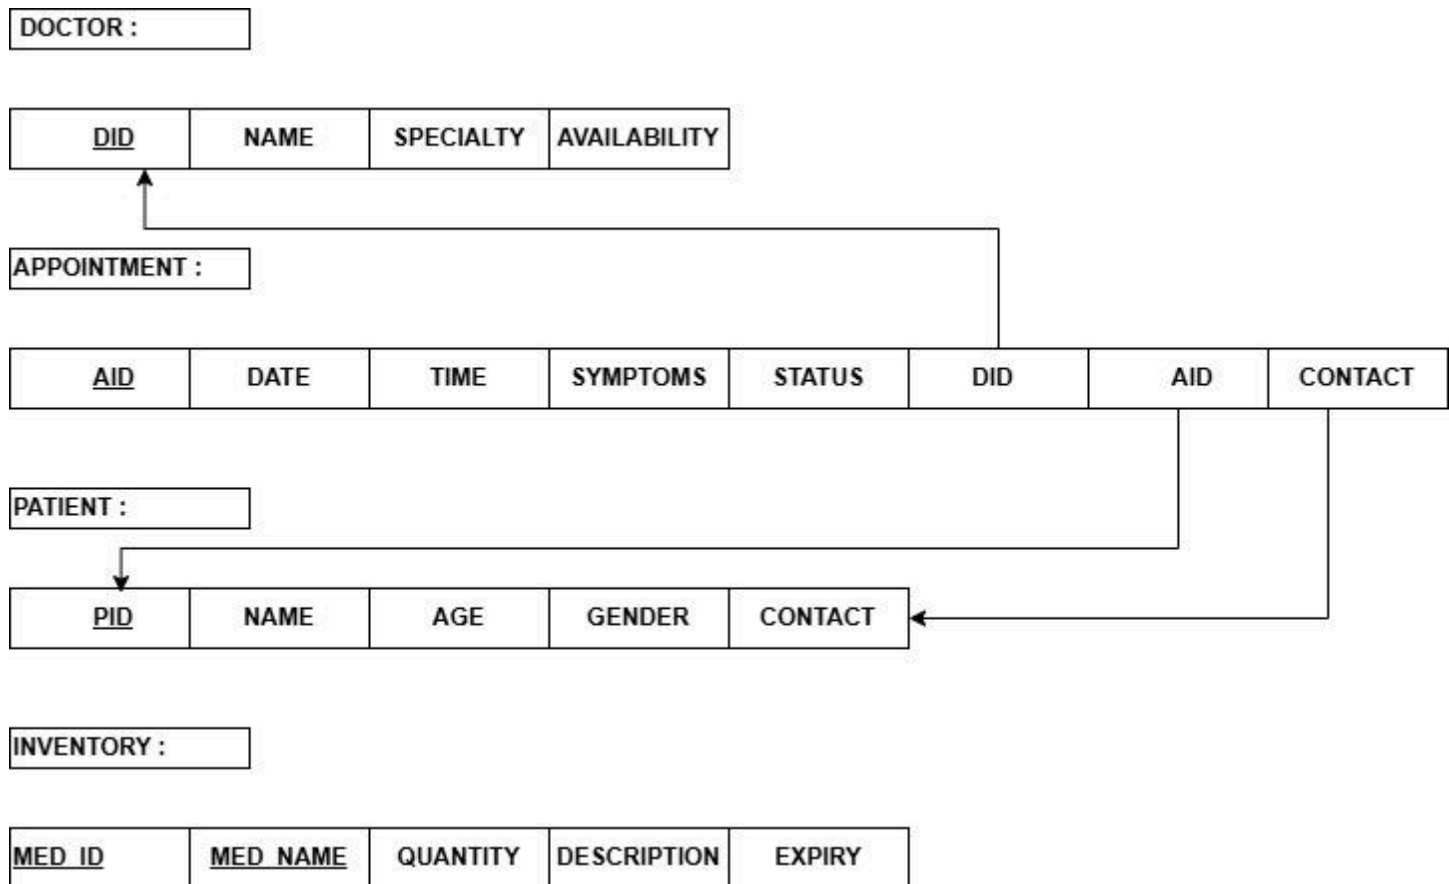 DOCTOR :
DID NAME SPECIALTY AVAILABILITY
APPOINTMENT :
AID DATE TIME SYMPTOMS STATUS DID AID CONTACT
PATIENT :
PID NAME AGE GENDER CONTACT
INVENTORY :
MED_ID MED_NAME QUANTITY DESCRIPTION EXPIRY